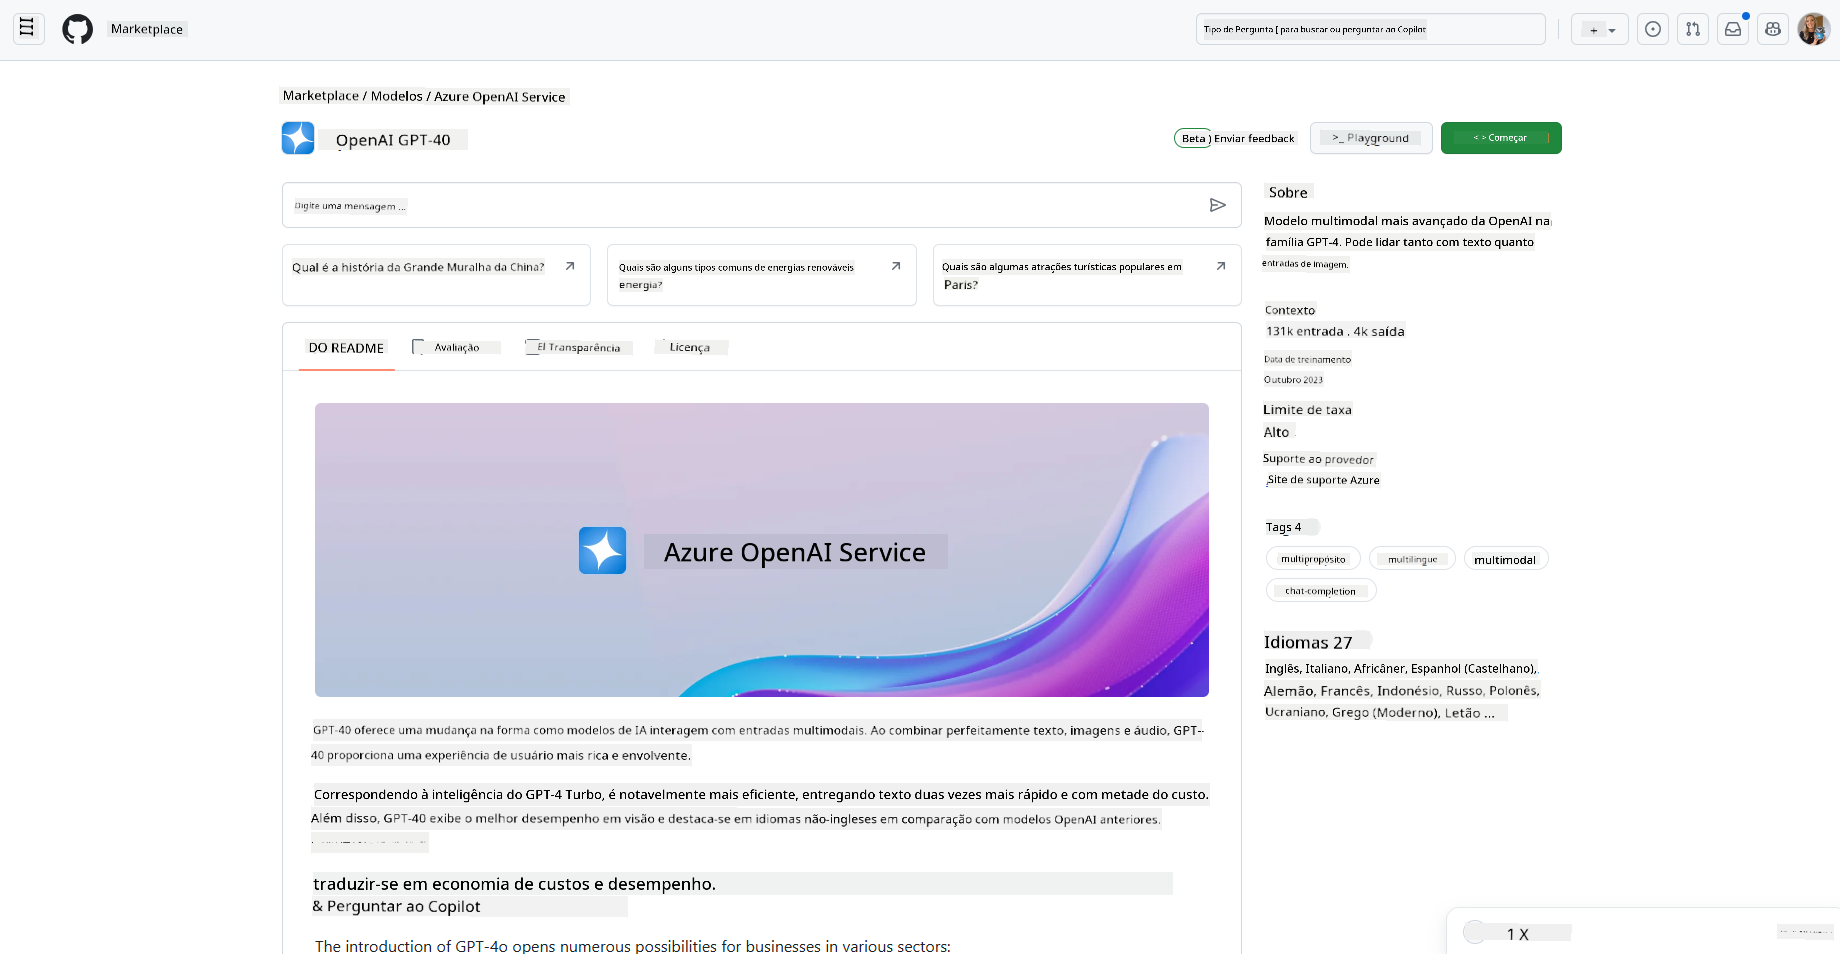 Marketplace
Tipo de Pergunta [ para buscar ou perguntar ao Copilot
Marketplace / Modelos / Azure OpenAI Service
OpenAI GPT-40
Beta ) Enviar feedback
>_ Playground
<> Começar
Digite uma mensagem ...
Qual é a história da Grande Muralha da China?
Quais são alguns tipos comuns de energias renováveis
energia?
Quais são algumas atrações turísticas populares em
Paris?
DO README
Avaliação
EI Transparência
Licença
Azure OpenAI Service
GPT-40 oferece uma mudança na forma como modelos de IA interagem com entradas multimodais. Ao combinar perfeitamente texto, imagens e áudio, GPT--
40 proporciona uma experiência de usuário mais rica e envolvente.
Correspondendo à inteligência do GPT-4 Turbo, é notavelmente mais eficiente, entregando texto duas vezes mais rápido e com metade do custo.
Além disso, GPT-40 exibe o melhor desempenho em visão e destaca-se em idiomas não-ingleses em comparação com modelos OpenAI anteriores.
traduzir-se em economia de custos e desempenho.
& Perguntar ao Copilot
The introduction of GPT-4o opens numerous possibilities for businesses in various sectors:
Sobre
Modelo multimodal mais avançado da OpenAI na
família GPT-4. Pode lidar tanto com texto quanto
entradas de imagem.
Contexto
131k entrada . 4k saída
Data de treinamento
Outubro 2023
Limite de taxa
Alto
Suporte ao provedor
Site de suporte Azure
Tags 4
multipropósito
multilíngue
multimodal
chat-completion
Idiomas 27
Inglês, Italiano, Africâner, Espanhol (Castelhano),
Alemão, Francês, Indonésio, Russo, Polonês,
Ucraniano, Grego (Moderno), Letão ...
1 X